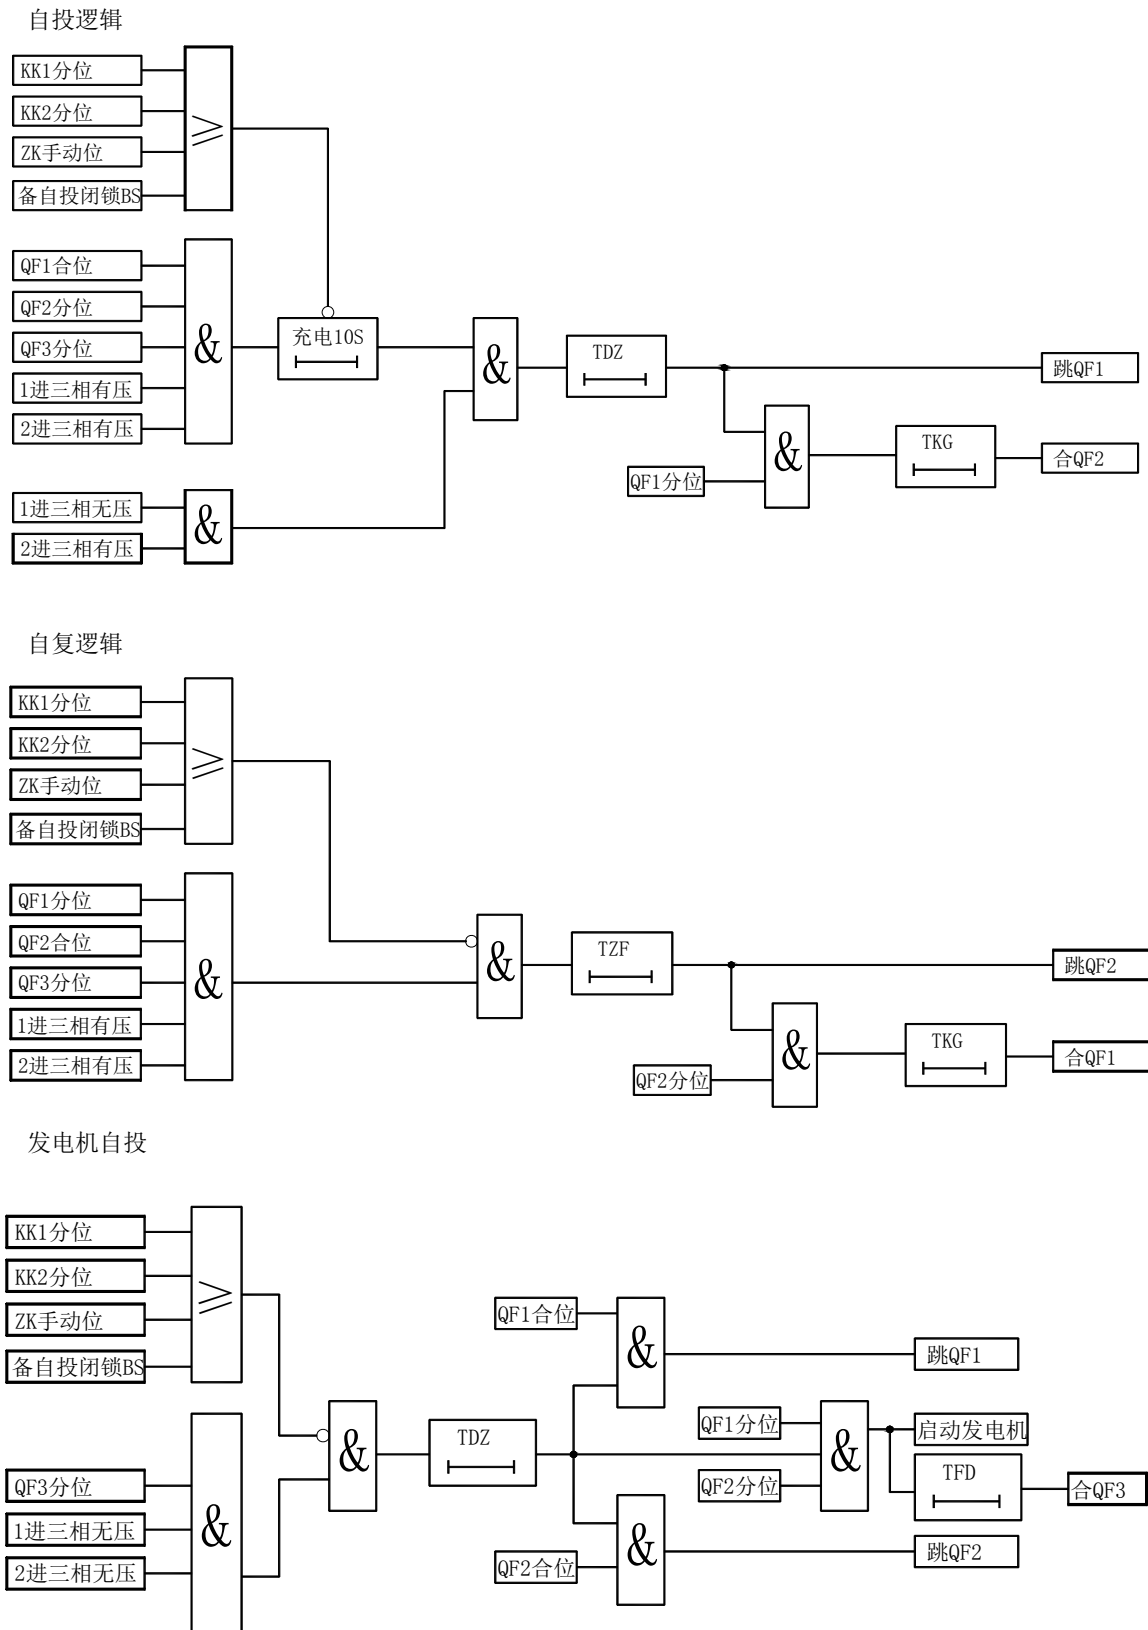 自投逻辑
KK1分位
KK2分位
ZK手动位
≥
备自投闭锁BS
QF1合位
QF2分位
QF3分位
&
充电10S
&
TDZ
跳QF1
1进三相有压
2进三相有压
&
TKG
合QF2
QF1分位
1进三相无压
2进三相有压
&
自复逻辑
KK1分位
KK2分位
ZK手动位
≥
备自投闭锁BS
QF1分位
QF2合位
QF3分位
&
&
TZF
跳QF2
1进三相有压
2进三相有压
&
TKG
合QF1
QF2分位
发电机自投
KK1分位
KK2分位
ZK手动位
≥
备自投闭锁BS
QF1合位
&
跳QF1
QF3分位
1进三相无压
2进三相无压
&
&
TDZ
QF1分位
QF2分位
&
启动发电机
TFD
合QF3
QF2合位
&
跳QF2